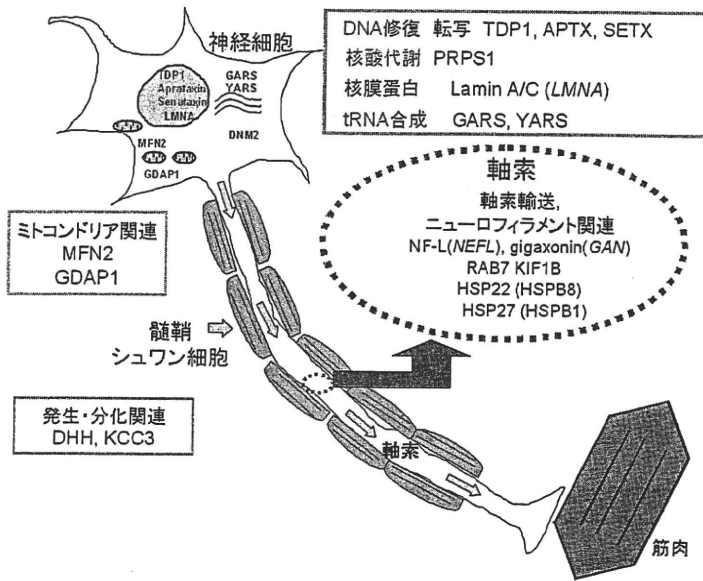 神経細胞
TDP1
Aprataxin
Senataxin
LMNA
GARS
YARS
DNM2
MFN2
GDAP1
DNA修復 転写 TDP1, APTX, SETX
核酸代謝 PRPS1
核膜蛋白 Lamin A/C (LMNA)
tRNA合成 GARS, YARS
軸索
軸索輸送,
ニューロフィラメント関連
NF-L(NEFL), gigaxonin(GAN)
RAB7 KIF1B
HSP22 (HSPB8)
HSP27 (HSPB1)
ミトコンドリア関連
MFN2
GDAP1
髄鞘
シュワン細胞
発生・分化関連
DHH, KCC3
軸索
筋肉